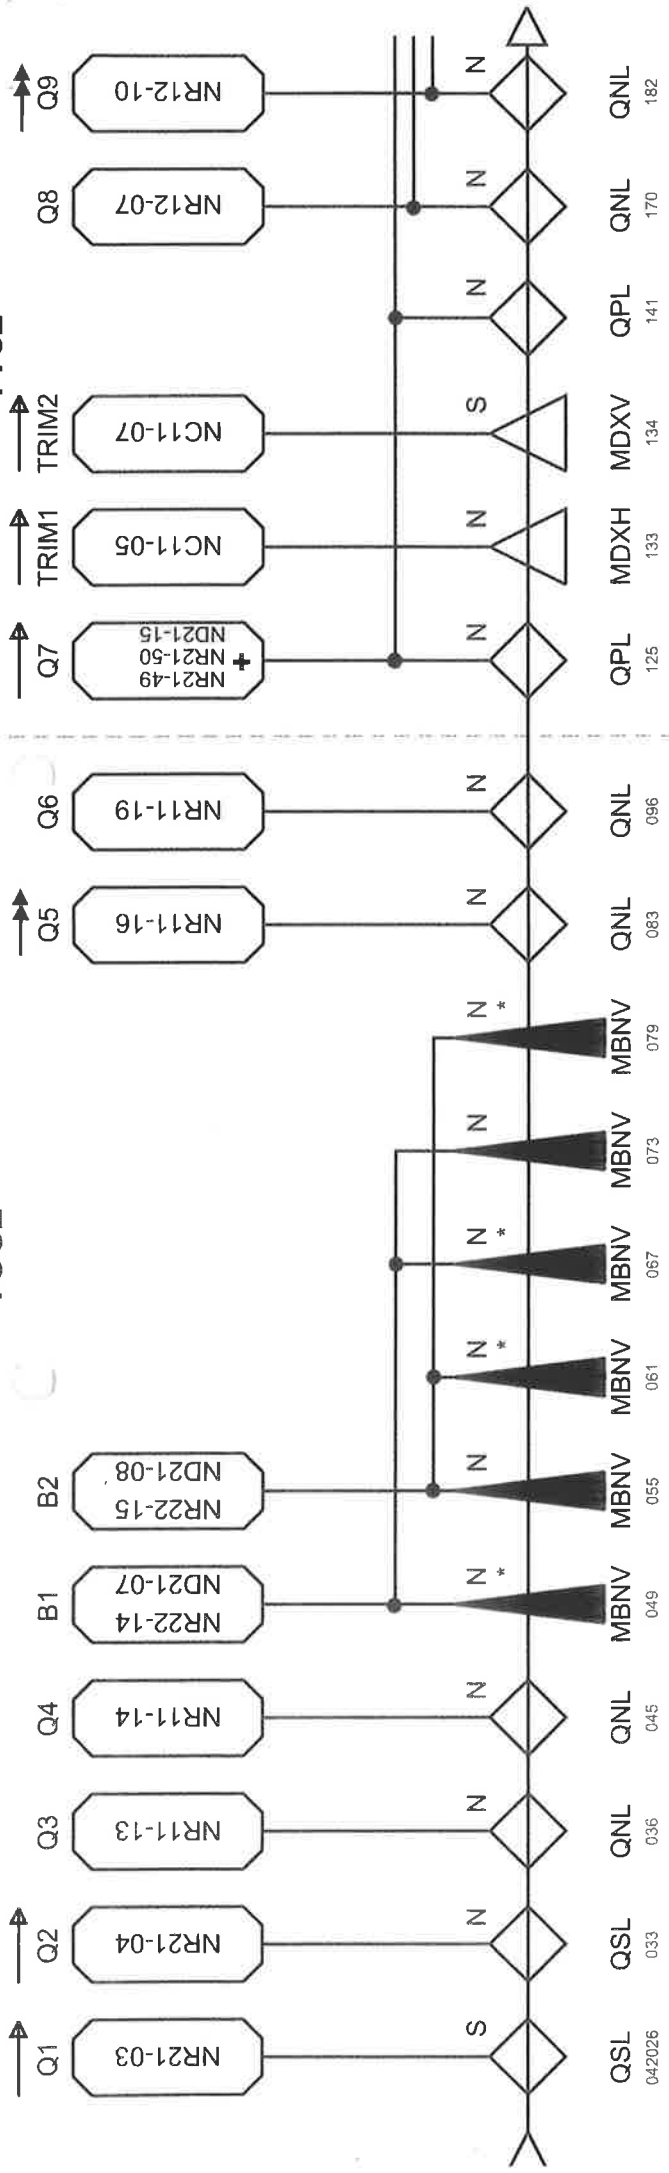 Q1 Q2 Q3 Q4 B1 B2 Q5 Q6 Q7 TRIM1 TRIM2 Q8 Q9
NR21-03
NR21-04
NR11-13
NR11-14
NR22-14
ND21-07
NR22-15
ND21-08
NR11-16
NR11-19
NR21-49
NR21-50 +
ND21-15
NC11-05
NC11-07
NR12-07
NR12-10
S N N N N N N N N N N N N N S N N N
* * * *
QSL QSL QNL QNL MBNV MBNV MBNV MBNV MBNV MBNV QNL QNL QPL MDXH MDXV QPL QNL QNL
042026 033 036 045 049 055 061 067 073 079 083 096 125 133 134 141 170 182